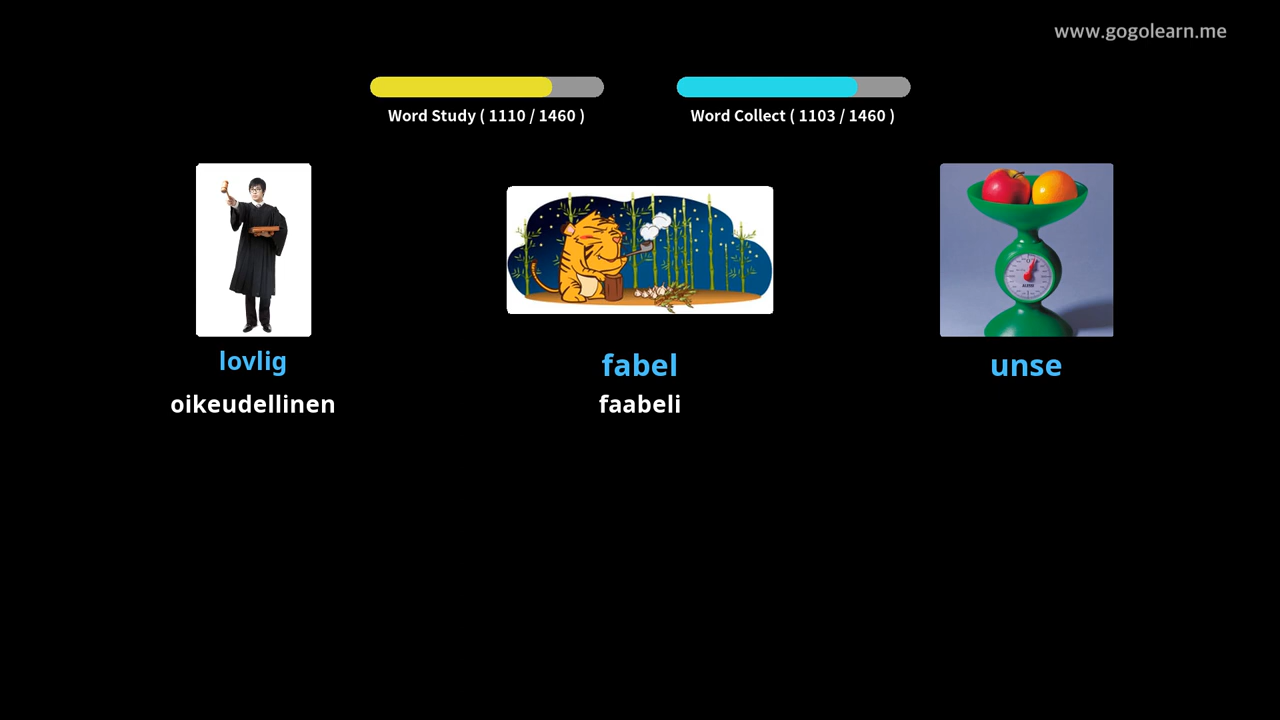 www.gogolearn.me
Word Study ( 1110 / 1460 )
Word Collect ( 1103 / 1460 )
lovlig
fabel
unse
oikeudellinen
faabeli